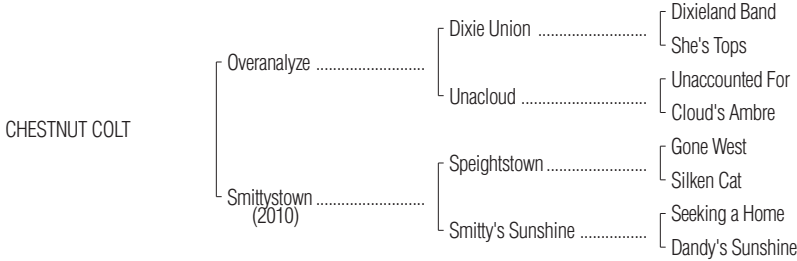 Dixieland Band
Dixie Union ........................
She's Tops
Overanalyze ........................
Unaccounted For
Unacloud ...........................
Cloud's Ambre
CHESTNUT COLT
Gone West
Speightstown ......................
Silken Cat
Smittystown ........................
(2010)
Seeking a Home
Smitty's Sunshine ................
Dandy's Sunshine